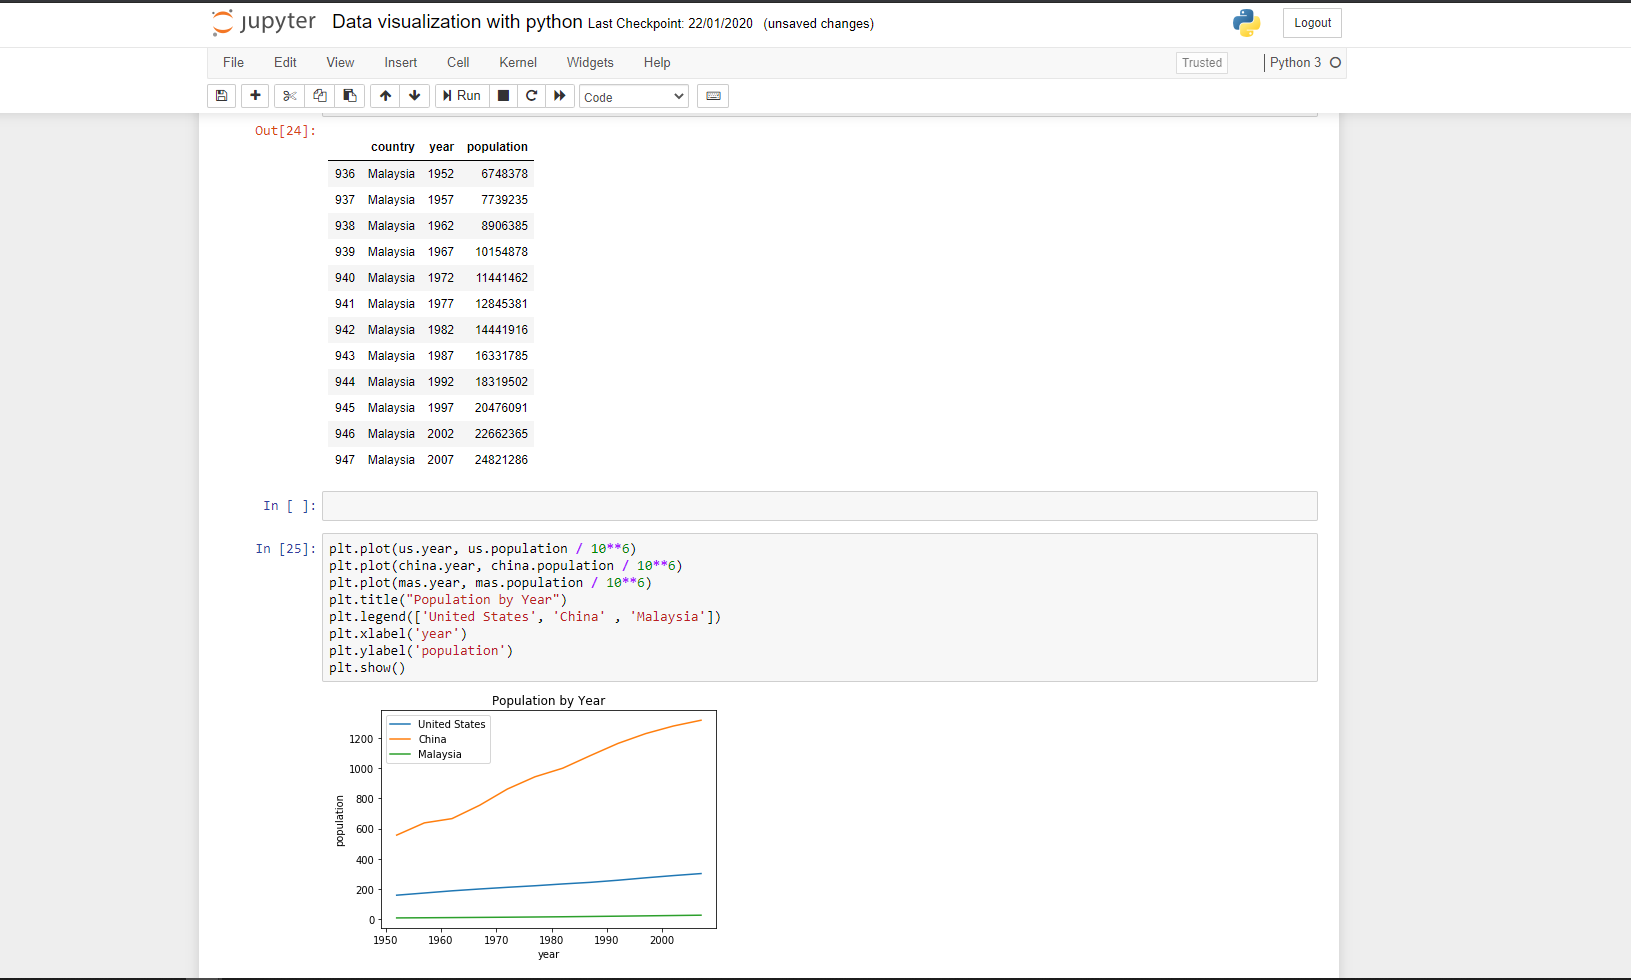 jupyter Data visualization with python Last Checkpoint: 22/01/2020 (unsaved changes) Logout
File Edit View Insert Cell Kernel Widgets Help Trusted Python 3
Run Code
Out[24]:
country year population
936 Malaysia 1952 6748378
937 Malaysia 1957 7739235
938 Malaysia 1962 8906385
939 Malaysia 1967 10154878
940 Malaysia 1972 11441462
941 Malaysia 1977 12845381
942 Malaysia 1982 14441916
943 Malaysia 1987 16331785
944 Malaysia 1992 18319502
945 Malaysia 1997 20476091
946 Malaysia 2002 22662365
947 Malaysia 2007 24821286
In [ ]:
In [25]: plt.plot(us.year, us.population / 10**6)
plt.plot(china.year, china.population / 10**6)
plt.plot(mas.year, mas.population / 10**6)
plt.title("Population by Year")
plt.legend(['United States', 'China' , 'Malaysia'])
plt.xlabel('year')
plt.ylabel('population')
plt.show()
Population by Year
United States
China
Malaysia
1200
1000
800
600
400
200
0
population
1950 1960 1970 1980 1990 2000
year